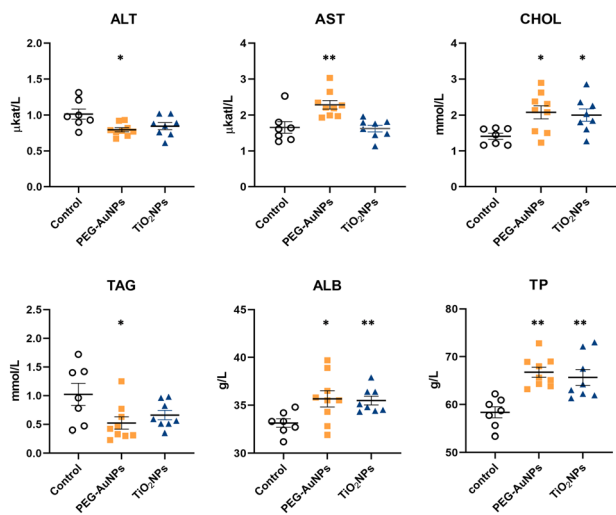 ALT
AST
CHOL
* ** * *
μkat/L
2.0
1.5
1.0
0.5
0.0
μkatl/L
4
3
2
1
0
mmol/L
4
3
2
1
0
Control PEG-AuNPs TiO₂NPs
Control PEG-AuNPs TiO₂NPs
Control PEG-AuNPs TiO₂NPs
TAG
ALB
TP
* * ** ** **
mmol/L
2.5
2.0
1.5
1.0
0.5
0.0
g/L
45
40
35
30
g/L
80
70
60
50
Control PEG-AuNPs TiO₂NPs
Control PEG-AuNPs TiO₂NPs
control PEG-AuNPs TiO₂NPs